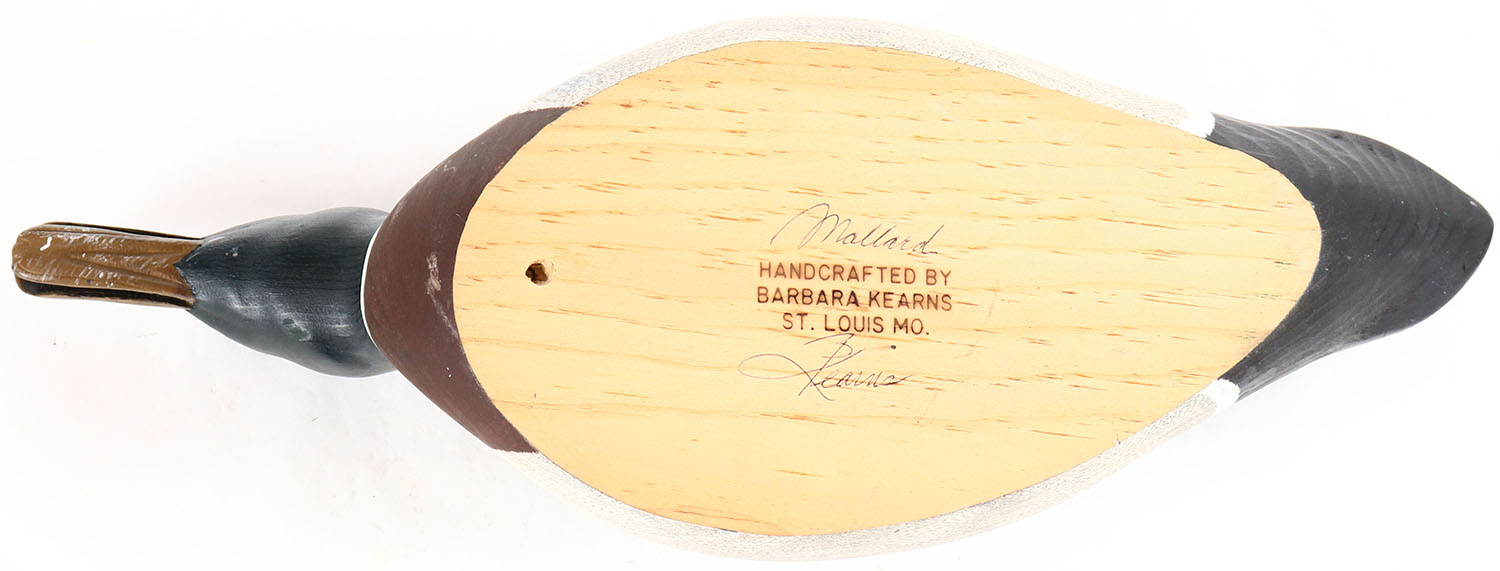 Mallard
HANDCRAFTED BY
BARBARA KEARNS
ST. LOUIS MO.
B Kearns